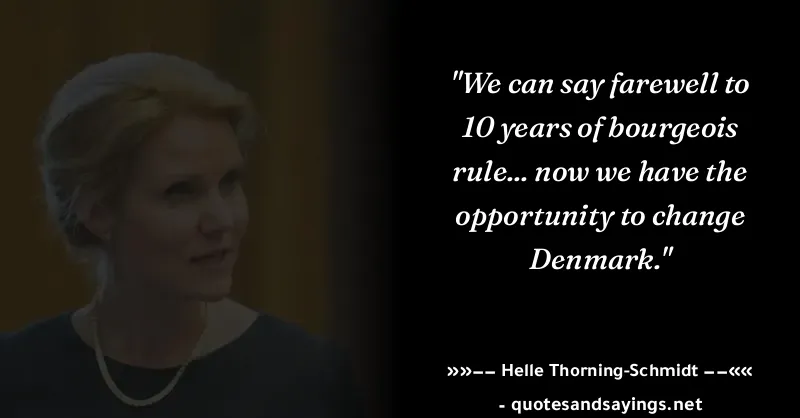 "We can say farewell to
10 years of bourgeois
rule... now we have the
opportunity to change
Denmark."
»»–– Helle Thorning-Schmidt ––««
- quotesandsayings.net